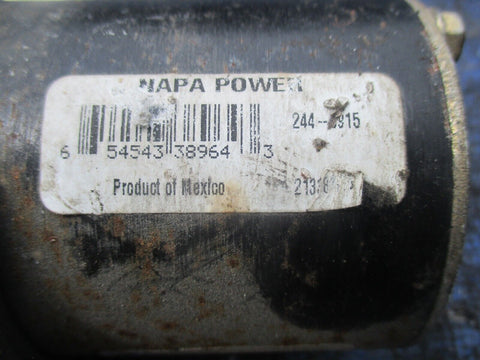 NAPA POWER
6 54543 38964 3
Product of Mexico